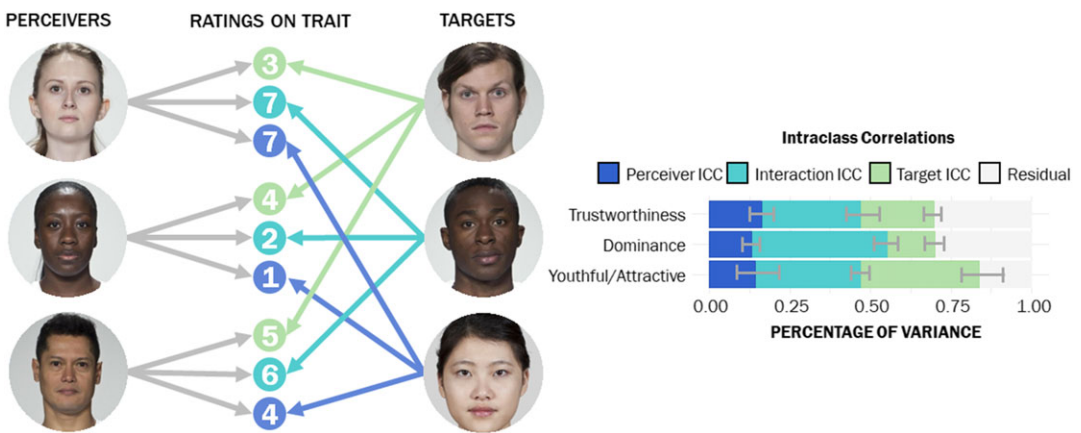 PERCEIVERS
RATINGS ON TRAIT
TARGETS
3
7
7
4
2
1
5
6
4
Intraclass Correlations
Perceiver ICC Interaction ICC Target ICC Residual
Trustworthiness
Dominance
Youthful/Attractive
0.00 0.25 0.50 0.75 1.00
PERCENTAGE OF VARIANCE